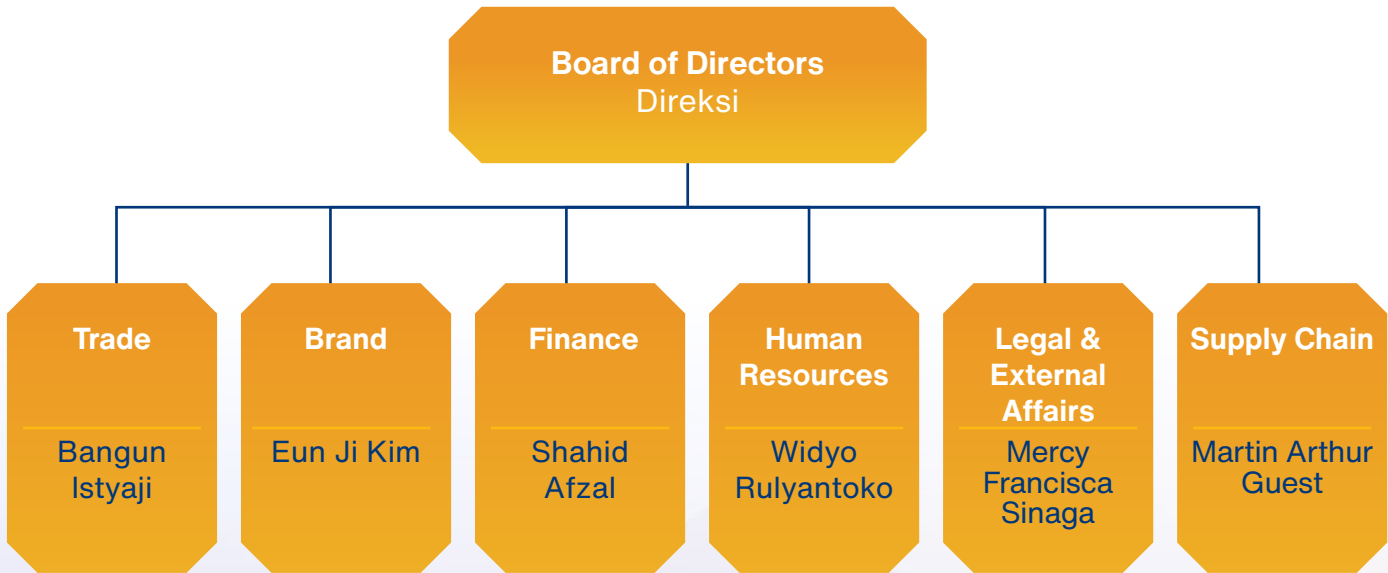 Board of Directors
Direksi
Trade
Bangun
Istyaji
Brand
Eun Ji Kim
Finance
Shahid
Afzal
Human
Resources
Widyo
Rulyantoko
Legal &
External
Affairs
Mercy
Francisca
Sinaga
Supply Chain
Martin Arthur
Guest